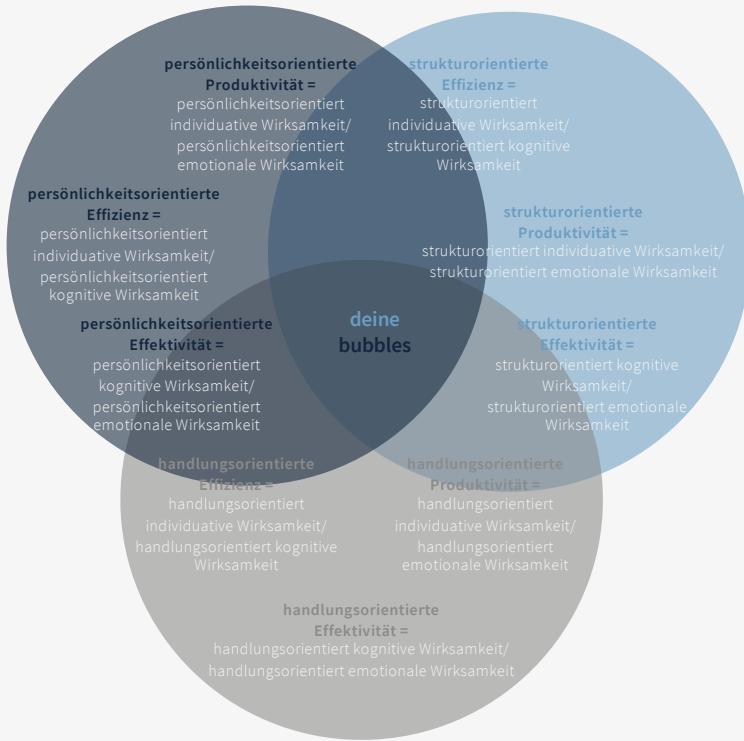 persönlichkeitsorientierte
Produktivität =
persönlichkeitsorientiert
individuative Wirksamkeit/
persönlichkeitsorientiert
emotionale Wirksamkeit
strukturorientierte
Effizienz =
strukturorientiert
individuative Wirksamkeit/
strukturorientiert kognitive
Wirksamkeit
persönlichkeitsorientierte
Effizienz =
persönlichkeitsorientiert
individuative Wirksamkeit/
persönlichkeitsorientiert
kognitive Wirksamkeit
strukturorientierte
Produktivität =
strukturorientiert individuative Wirksamkeit/
strukturorientiert emotionale Wirksamkeit
persönlichkeitsorientierte
Effektivität =
persönlichkeitsorientiert
kognitive Wirksamkeit/
persönlichkeitsorientiert
emotionale Wirksamkeit
deine
bubbles
strukturorientierte
Effektivität =
strukturorientiert kognitive
Wirksamkeit/
strukturorientiert emotionale
Wirksamkeit
handlungsorientierte
Effizienz =
handlungsorientiert
individuative Wirksamkeit/
handlungsorientiert kognitive
Wirksamkeit
handlungsorientierte
Produktivität =
handlungsorientiert
individuative Wirksamkeit/
handlungsorientiert
emotionale Wirksamkeit
handlungsorientierte
Effektivität =
handlungsorientiert kognitive Wirksamkeit/
handlungsorientiert emotionale Wirksamkeit